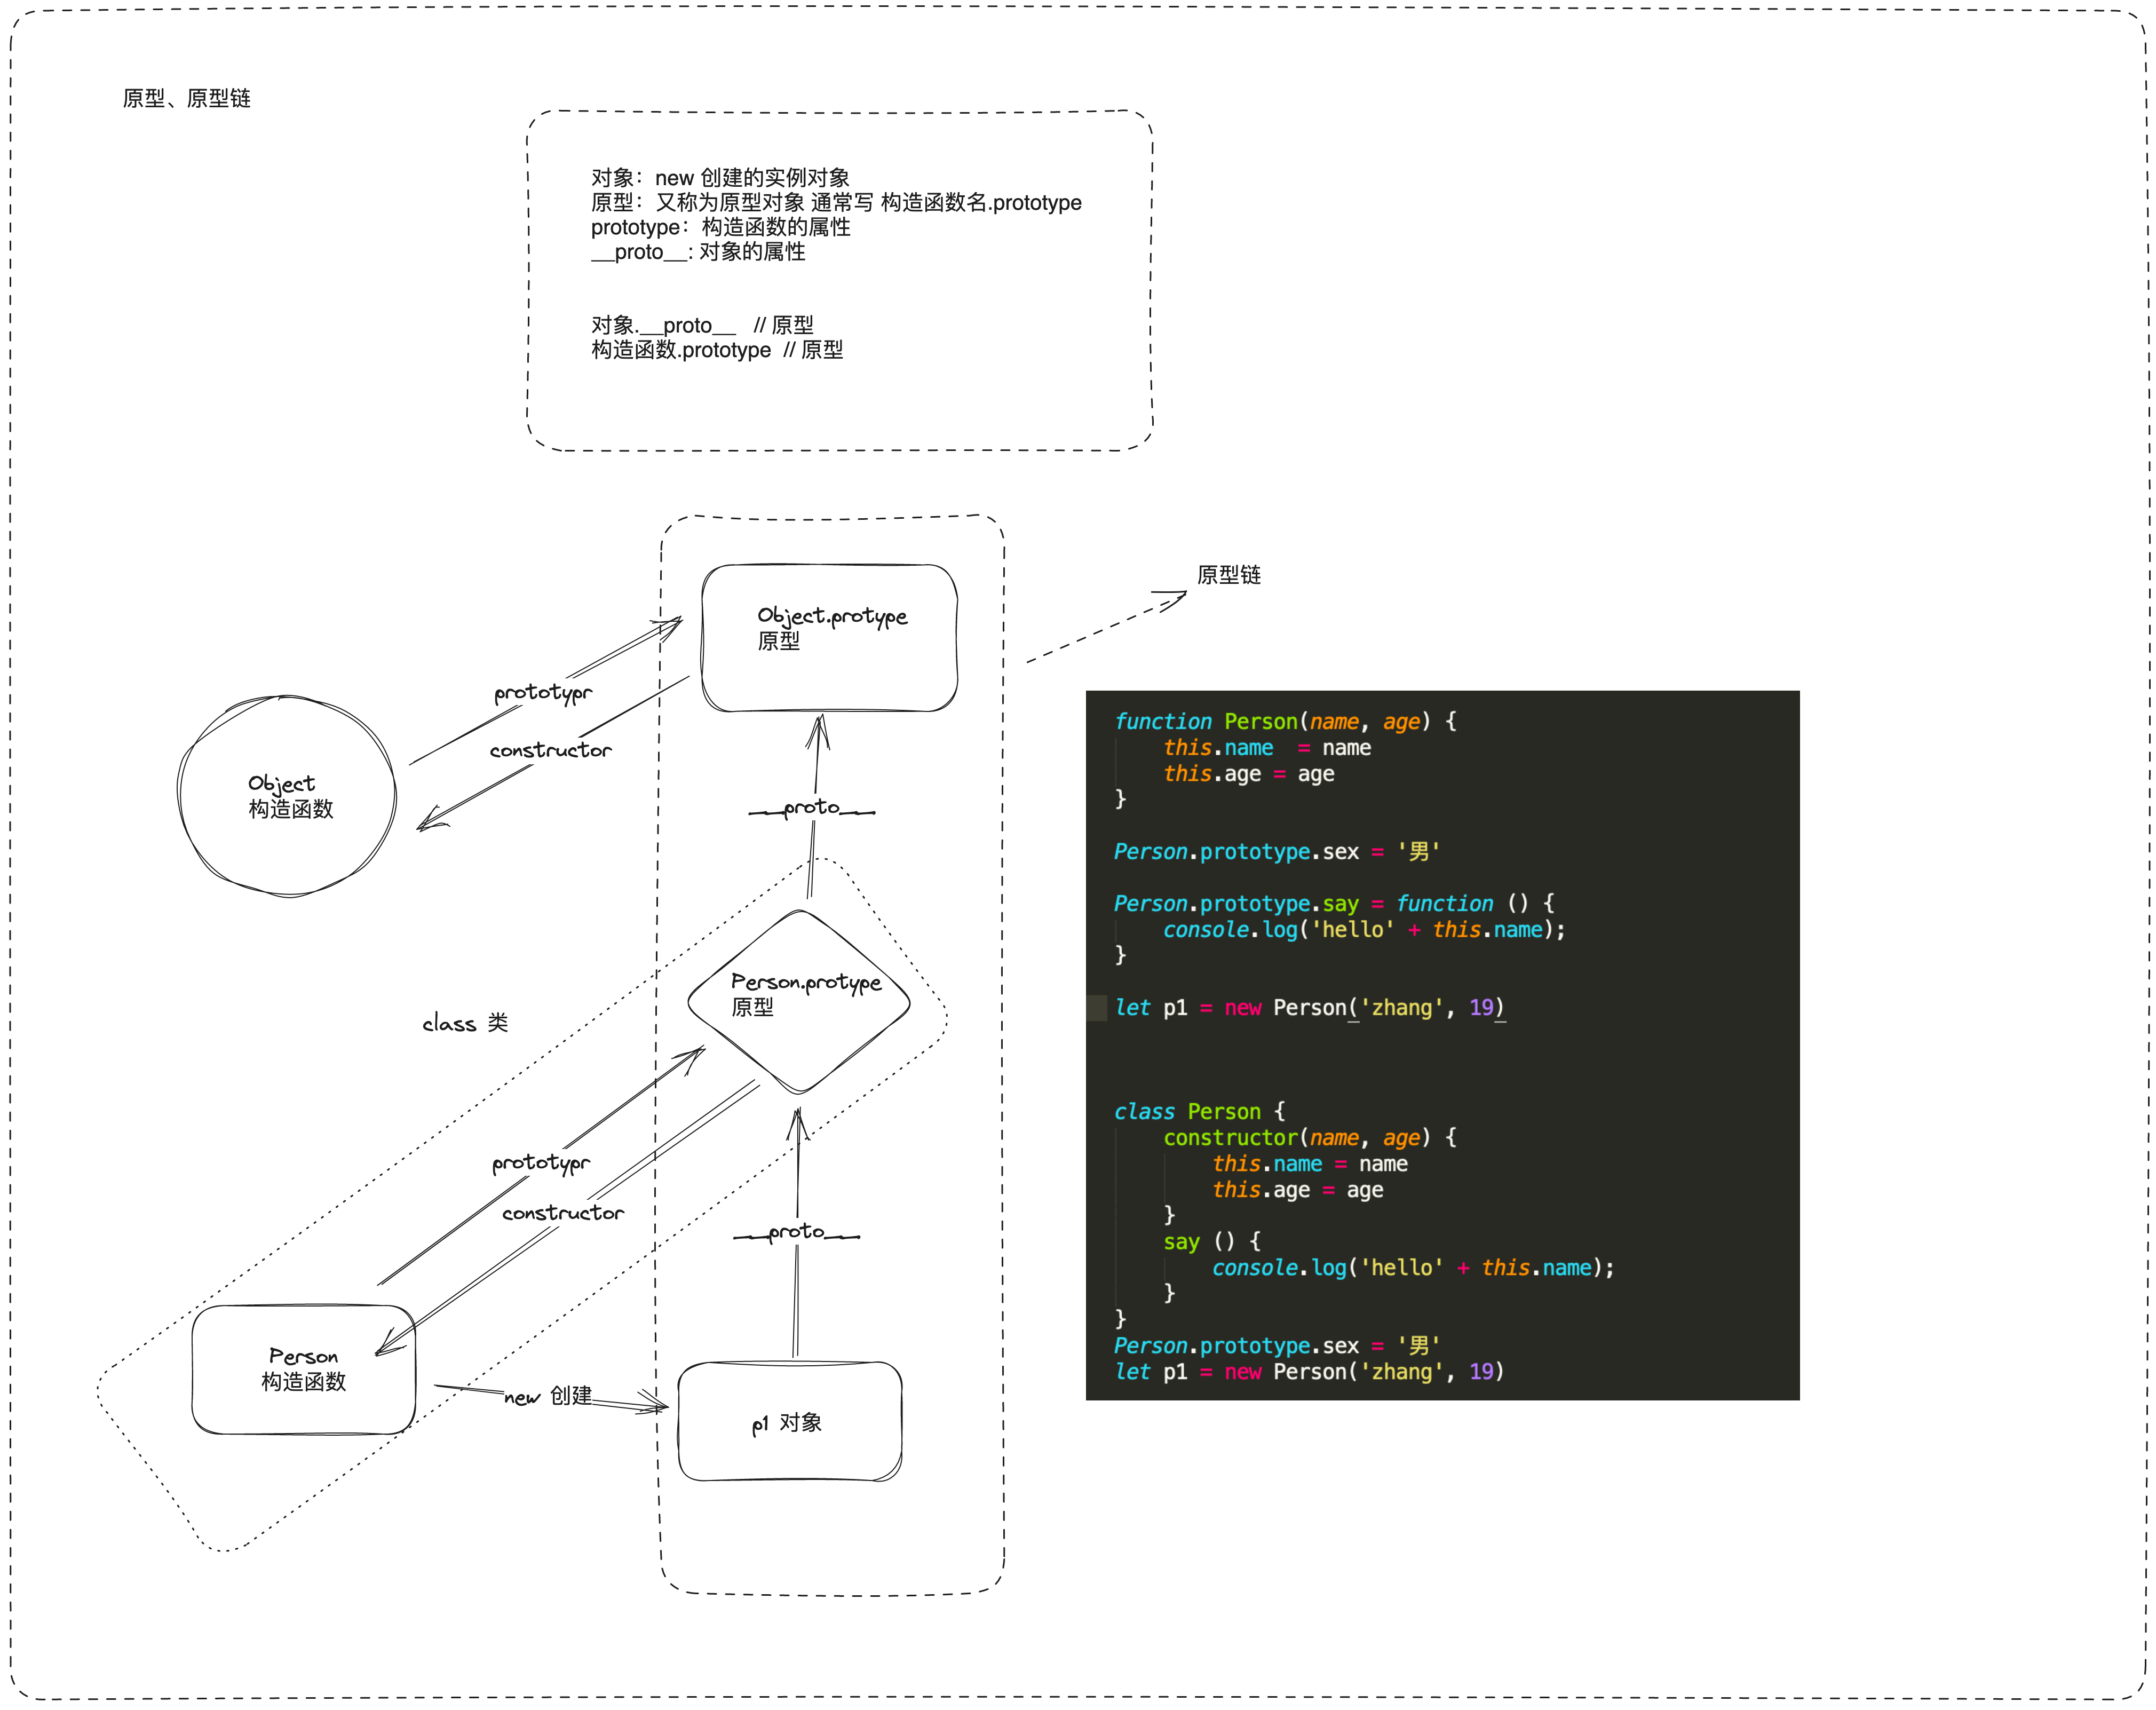 原型、原型链
对象：new 创建的实例对象
原型：又称为原型对象 通常写 构造函数名.prototype
prototype：构造函数的属性
__proto__: 对象的属性
对象.__proto__   // 原型
构造函数.prototype  // 原型
原型链
Object.protype
原型
prototypr
constructor
Object
构造函数
__proto__
Person.protype
原型
class 类
prototypr
constructor
__proto__
Person
构造函数
new 创建
p1 对象
function Person(name, age) {
    this.name  = name
    this.age = age
}
Person.prototype.sex = '男'
Person.prototype.say = function () {
    console.log('hello' + this.name);
}
let p1 = new Person('zhang', 19)
class Person {
    constructor(name, age) {
        this.name = name
        this.age = age
    }
    say () {
        console.log('hello' + this.name);
    }
}
Person.prototype.sex = '男'
let p1 = new Person('zhang', 19)